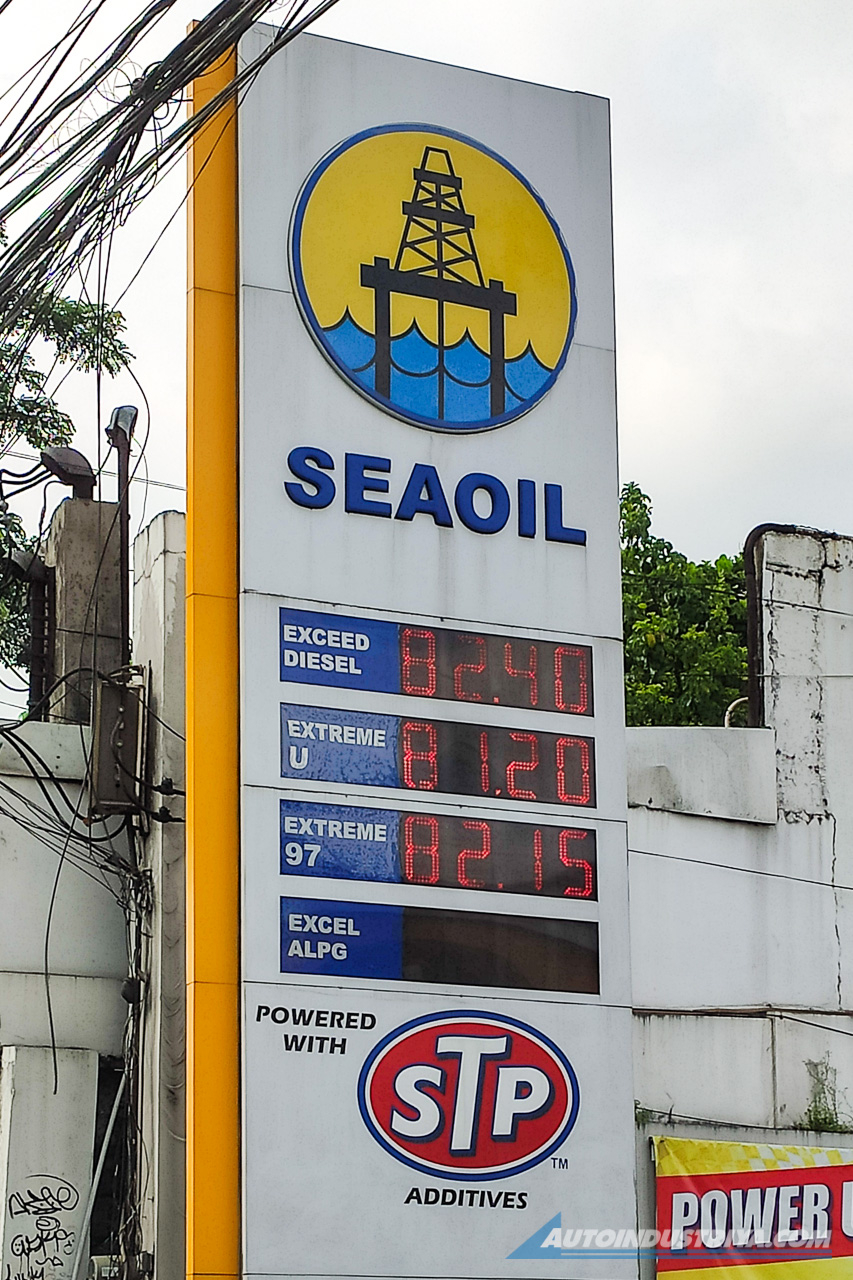 SEAOIL
EXCEED
DIESEL
82.40
EXTREME
U
81.20
EXTREME
97
82.15
EXCEL
ALPG
POWERED
WITH
STP
TM
ADDITIVES
POWER
AUTOINDUSTRIYA.COM